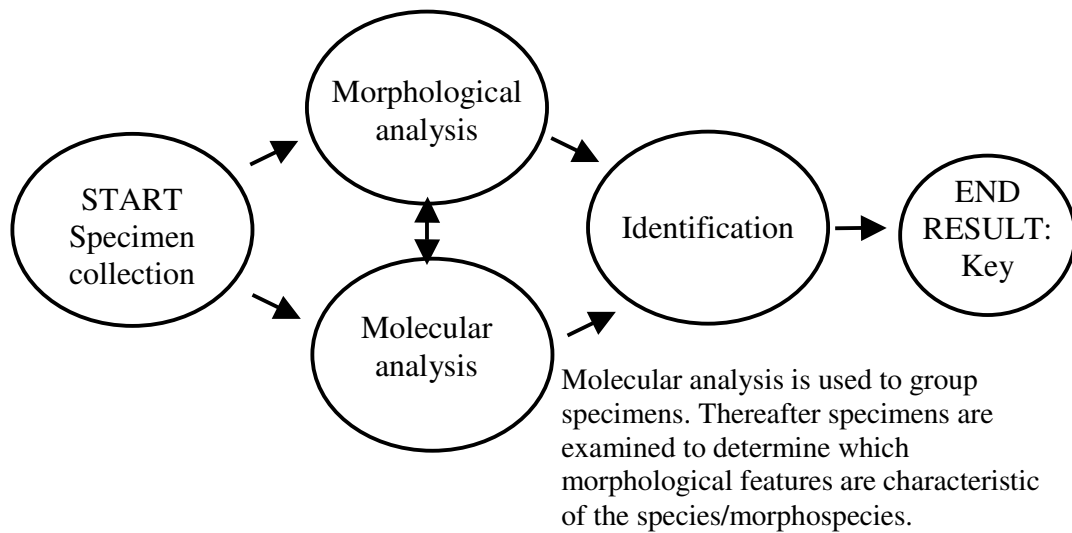 START
Specimen
collection
Morphological
analysis
Molecular
analysis
Identification
END
RESULT:
Key
Molecular analysis is used to group
specimens. Thereafter specimens are
examined to determine which
morphological features are characteristic
of the species/morphospecies.